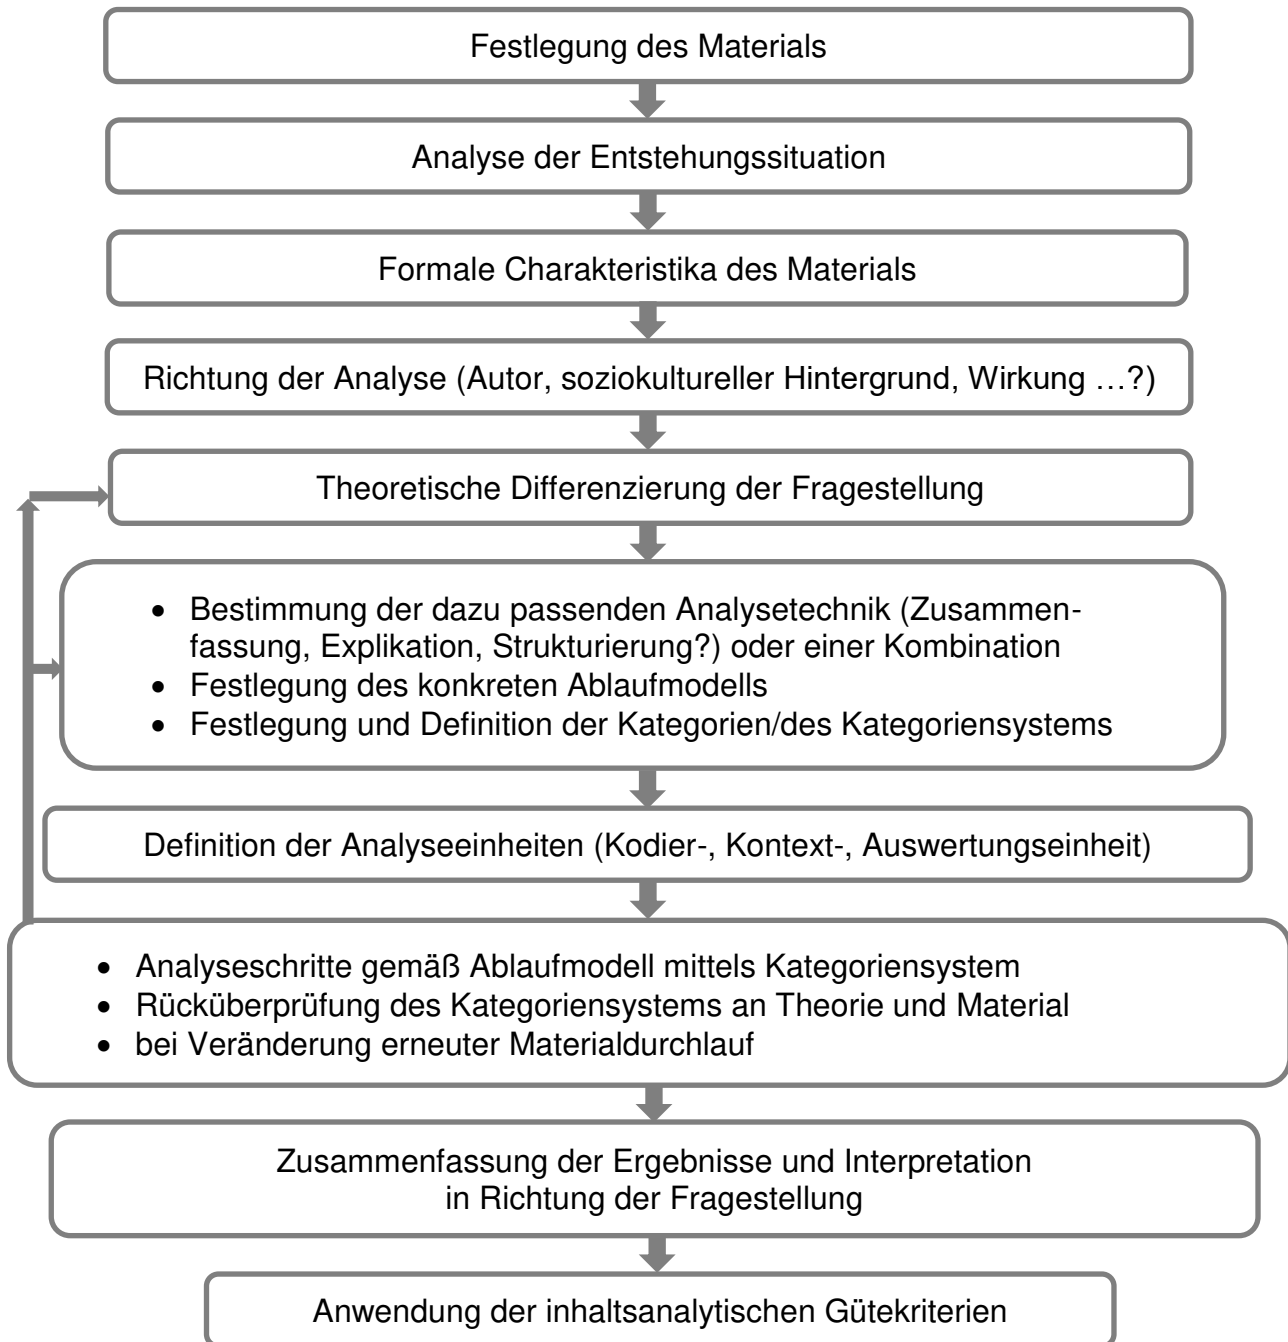 Festlegung des Materials
Analyse der Entstehungssituation
Formale Charakteristika des Materials
Richtung der Analyse (Autor, soziokultureller Hintergrund, Wirkung …?)
Theoretische Differenzierung der Fragestellung
• Bestimmung der dazu passenden Analysetechnik (Zusammen-
fassung, Explikation, Strukturierung?) oder einer Kombination
• Festlegung des konkreten Ablaufmodells
• Festlegung und Definition der Kategorien/des Kategoriensystems
Definition der Analyseeinheiten (Kodier-, Kontext-, Auswertungseinheit)
• Analyseschritte gemäß Ablaufmodell mittels Kategoriensystem
• Rücküberprüfung des Kategoriensystems an Theorie und Material
• bei Veränderung erneuter Materialdurchlauf
Zusammenfassung der Ergebnisse und Interpretation
in Richtung der Fragestellung
Anwendung der inhaltsanalytischen Gütekriterien